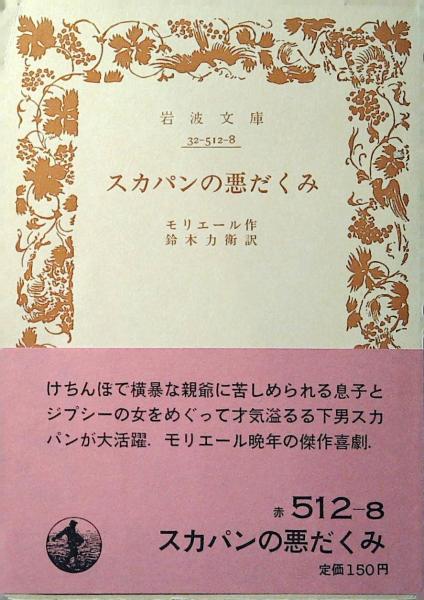 岩波文庫
32-512-8
スカパンの悪だくみ
モリエール作
鈴木力衛訳
けちんぼで横暴な親爺に苦しめられる息子と
ジプシーの女をめぐって才気溢るる下男スカ
パンが大活躍．モリエール晩年の傑作喜劇．
赤 512-8
スカパンの悪だくみ
定価150円